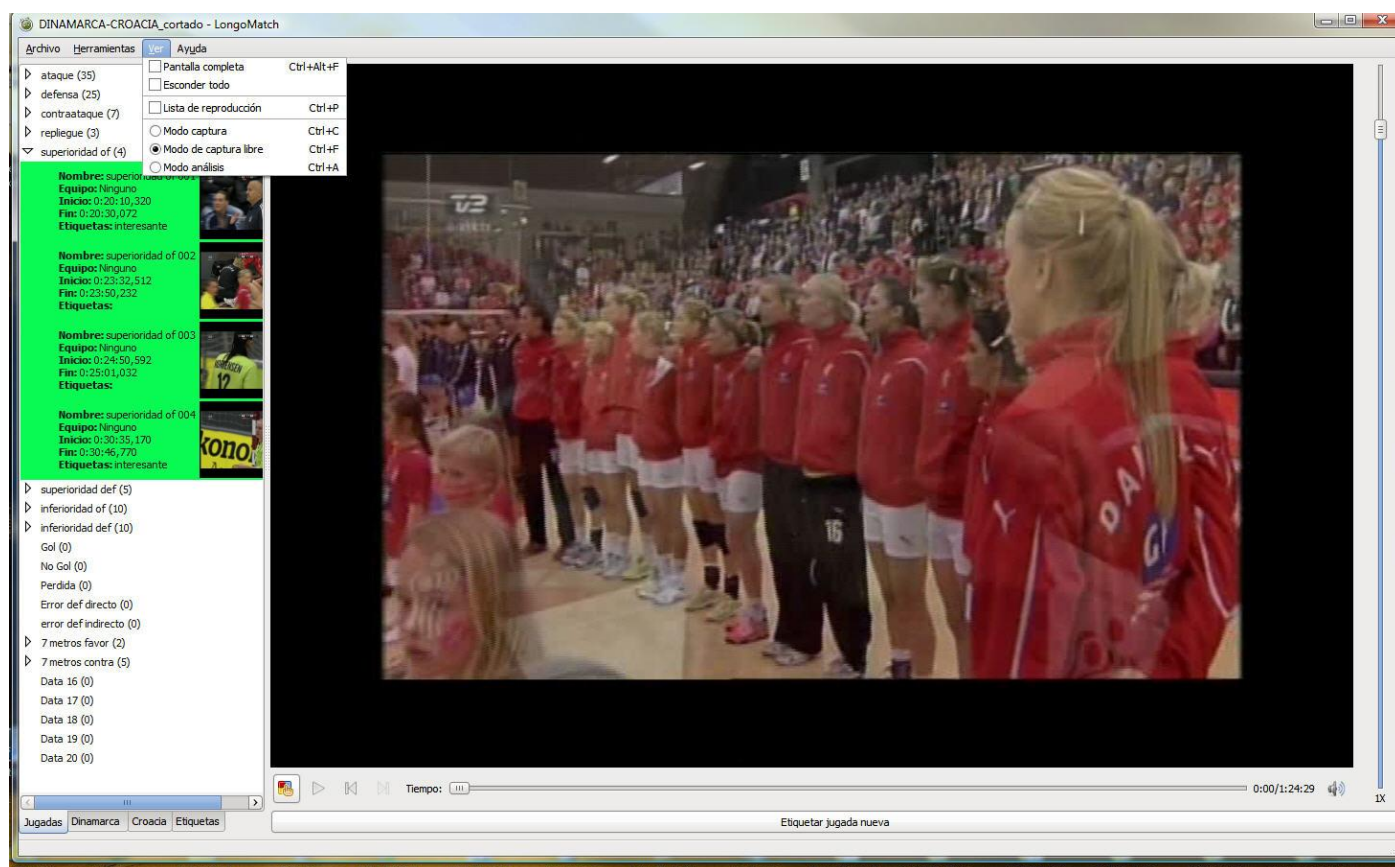 DINAMARCA-CROACIA_cortado - LongoMatch
Archivo Herramientas Ver Ayuda
Pantalla completa Ctrl+Alt+F
Esconder todo
Lista de reproducción Ctrl+P
Modo captura Ctrl+C
Modo de captura libre Ctrl+F
Modo análisis Ctrl+A
ataque (35)
defensa (25)
contraataque (7)
repliegue (3)
superioridad of (4)
Nombre: superioridad of 001
Equipo: Ninguno
Inicio: 0:20:10,320
Fin: 0:20:30,072
Etiquetas: interesante
Nombre: superioridad of 002
Equipo: Ninguno
Inicio: 0:23:32,512
Fin: 0:23:50,232
Etiquetas:
Nombre: superioridad of 003
Equipo: Ninguno
Inicio: 0:24:50,592
Fin: 0:25:01,032
Etiquetas:
12
Nombre: superioridad of 004
Equipo: Ninguno
Inicio: 0:30:35,170
Fin: 0:30:46,770
Etiquetas: interesante
kono
superioridad def (5)
inferioridad of (10)
inferioridad def (10)
Gol (0)
No Gol (0)
Perdida (0)
Error def directo (0)
error def indirecto (0)
7 metros favor (2)
7 metros contra (5)
Data 16 (0)
Data 17 (0)
Data 18 (0)
Data 19 (0)
Data 20 (0)
Jugadas Dinamarca Croacia Etiquetas
16
Tiempo: 0:00/1:24:29
1X
Etiquetar jugada nueva